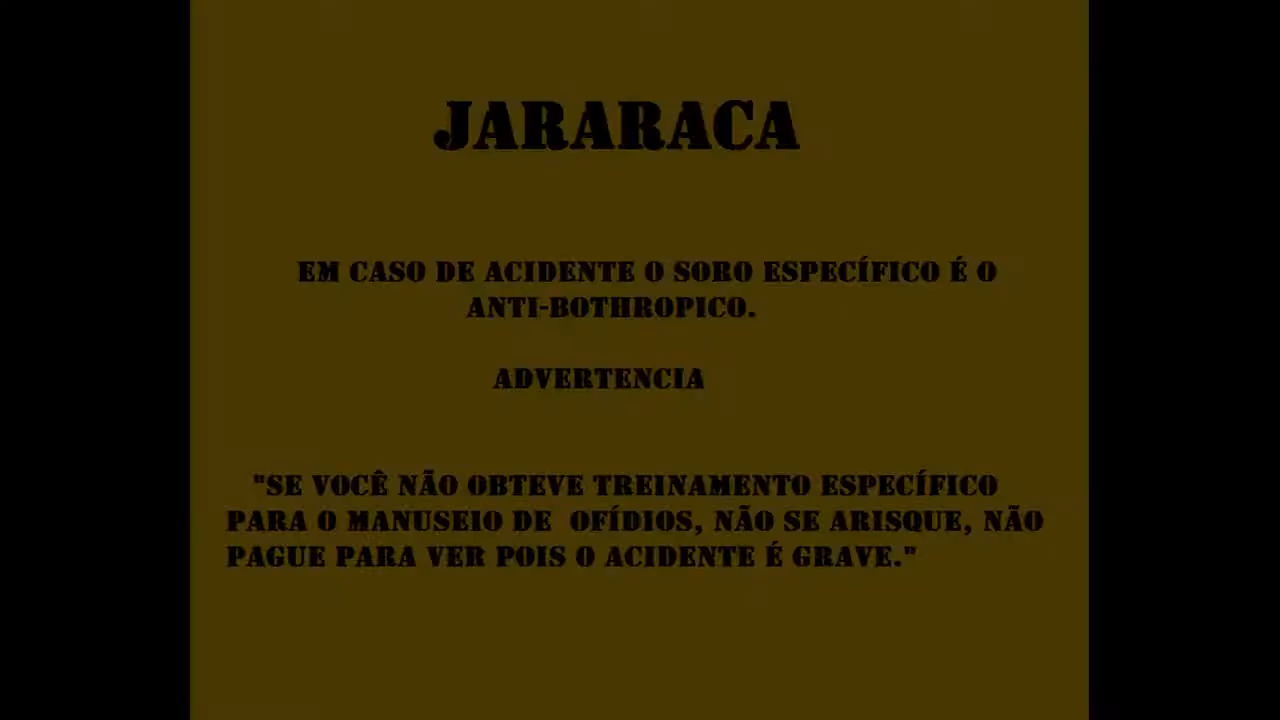 JARARACA
EM CASO DE ACIDENTE O SORO ESPECÍFICO É O
ANTI-BOTHROPICO.
ADVERTENCIA
"SE VOCÊ NÃO OBTEVE TREINAMENTO ESPECÍFICO
PARA O MANUSEIO DE OFÍDIOS, NÃO SE ARISQUE, NÃO
PAGUE PARA VER POIS O ACIDENTE É GRAVE."